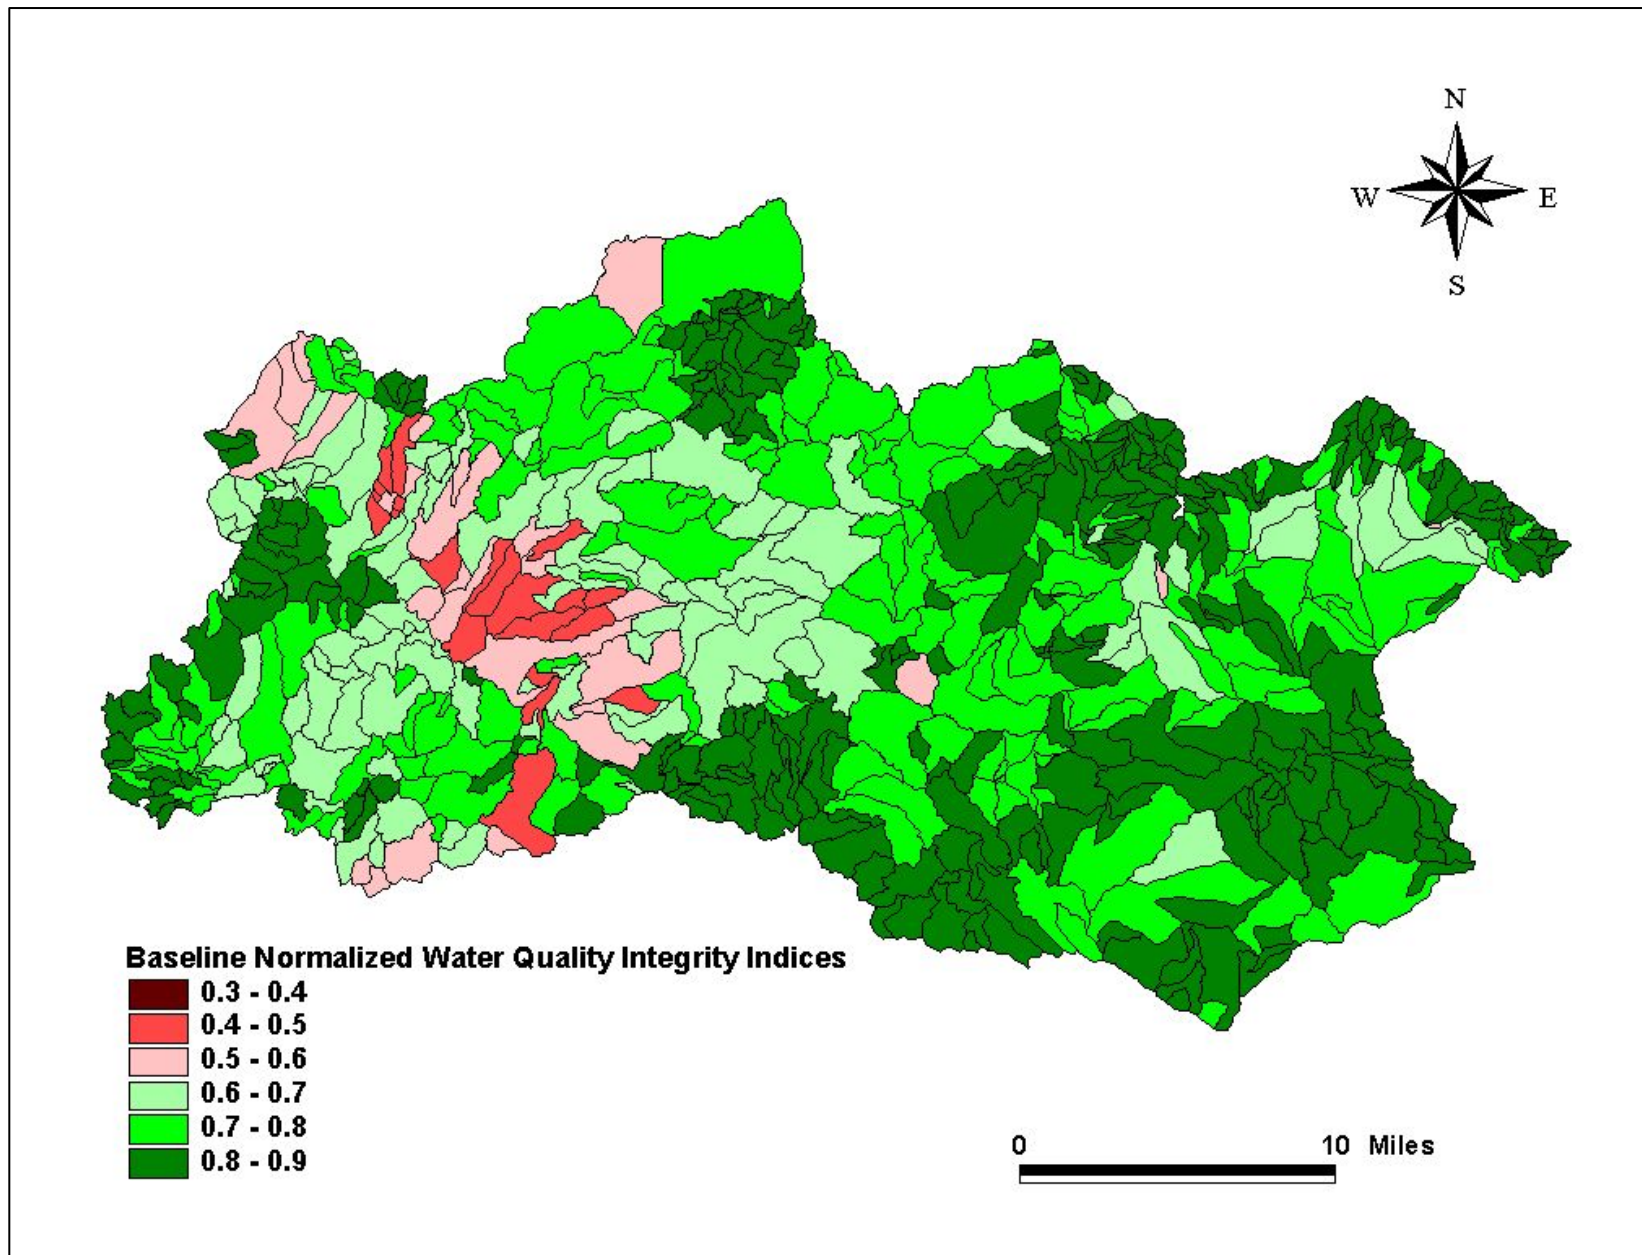 N
W E
S
Baseline Normalized Water Quality Integrity Indices
0.3 - 0.4
0.4 - 0.5
0.5 - 0.6
0.6 - 0.7
0.7 - 0.8
0.8 - 0.9
0 10 Miles